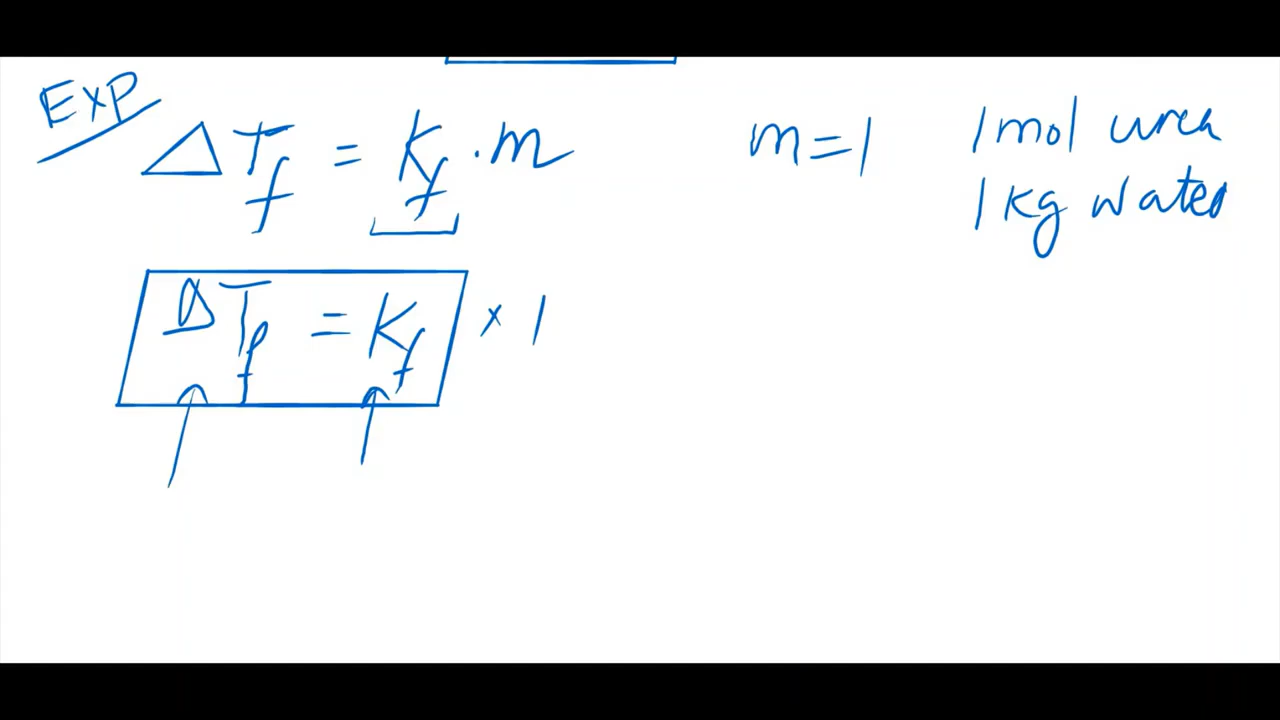 Exp
ΔTf = Kf · m
m = 1
1 mol urea
1 kg water
ΔTf = Kf × 1